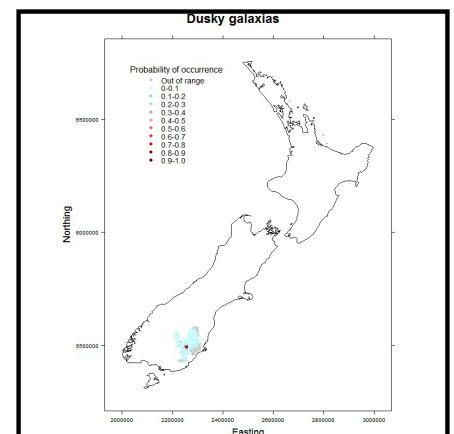 Dusky galaxias
Probability of occurrence
Out of range
0-0.1
0.1-0.2
0.2-0.3
0.3-0.4
0.4-0.5
0.5-0.6
0.6-0.7
0.7-0.8
0.8-0.9
0.9-1.0
Northing
6500000
6000000
5500000
2000000 2200000 2400000 2600000 2800000 3000000
Easting